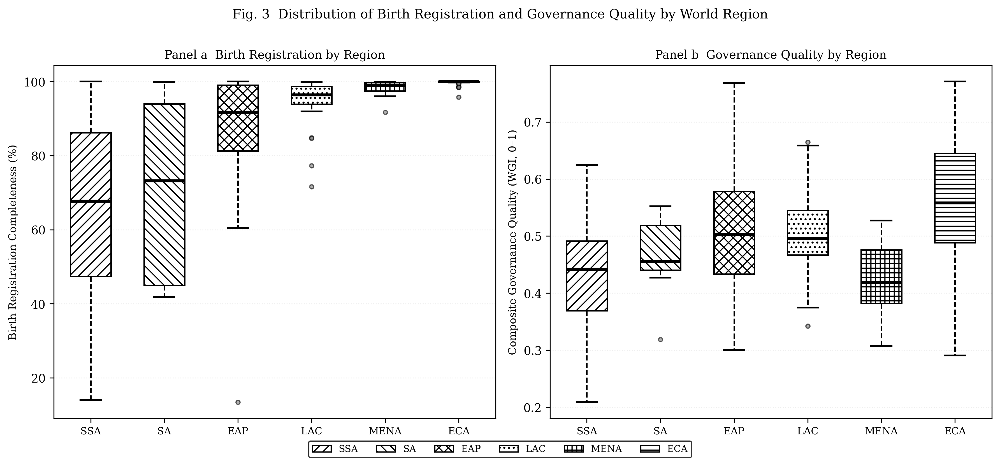 Fig. 3  Distribution of Birth Registration and Governance Quality by World Region
Panel a  Birth Registration by Region
Birth Registration Completeness (%)
100
80
60
40
20
SSA
SA
EAP
LAC
MENA
ECA
Panel b  Governance Quality by Region
Composite Governance Quality (WGI, 0–1)
0.7
0.6
0.5
0.4
0.3
0.2
SSA
SA
EAP
LAC
MENA
ECA
SSA
SA
EAP
LAC
MENA
ECA